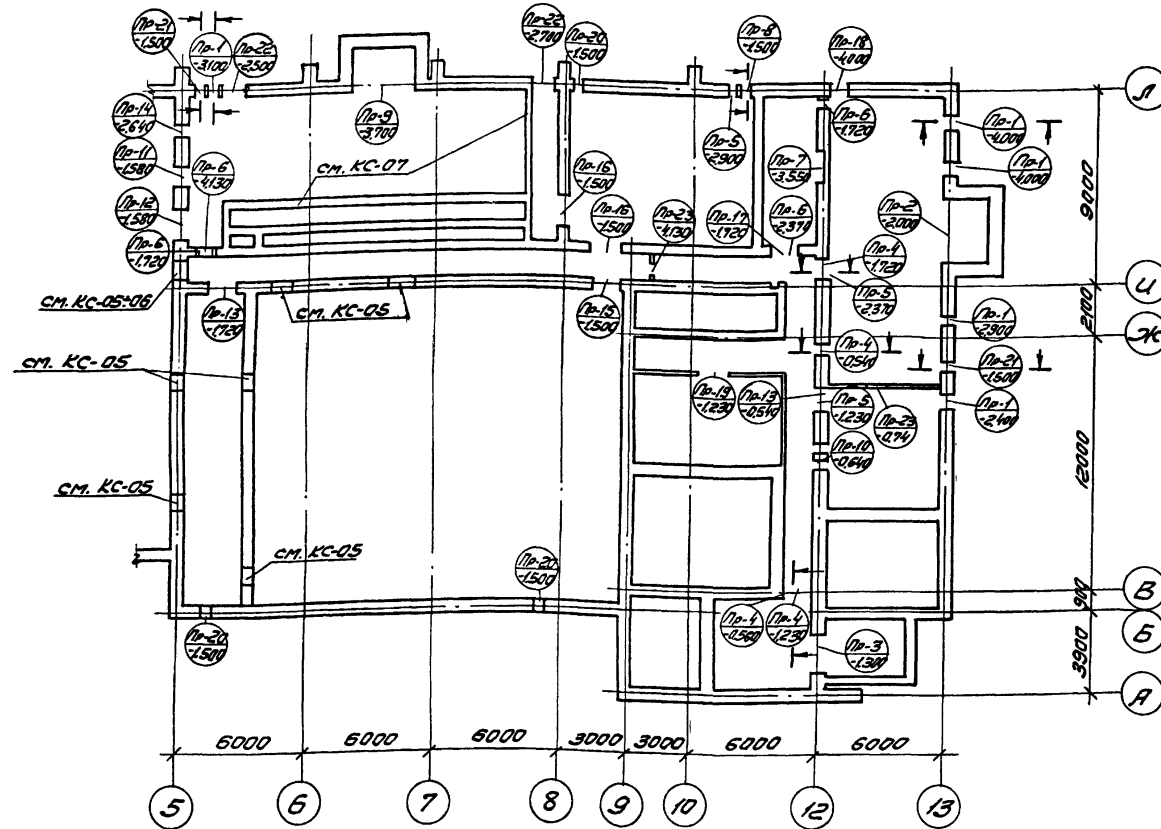 Пр-21
-1.500
Пр-1
-3.100
Пр-22
-2.500
Пр-22
-2.780
Пр-20
-1.500
Пр-8
-1.500
Пр-18
-4.000
Л
Пр-14
-2.640
Пр-9
-3.700
Пр-5
-2.900
Пр-6
-1.720
Пр-1
-4.000
Пр-11
-1.580
Пр-6
-4.130
см. КС-07
Пр-16
-1.500
Пр-7
-3.550
Пр-1
-4.000
9000
Пр-12
-1.580
Пр-16
-1.500
Пр-23
-4.130
Пр-17
-1.720
Пр-6
-2.370
Пр-2
-2.000
Пр-6
-1.720
Пр-4
-1.720
И
см. КС-05÷06
Пр-13
-1.720
см. КС-05
Пр-15
-1.500
Пр-5
-2.370
Пр-1
-2.900
2100
Ж
см. КС-05
Пр-4
-0.540
Пр-21
-1.500
Пр-19
-1.230
Пр-13
-0.540
Пр-5
-1.230
Пр-23
-0.74
Пр-1
-2.400
Пр-10
-0.640
12000
см. КС-05
см. КС-05
Пр-20
-1.500
В
900
Пр-20
-1.500
Пр-4
-0.560
Пр-4
-1.230
Б
Пр-3
-1.300
3900
А
6000
6000
6000
3000
3000
6000
6000
5
6
7
8
9
10
12
13